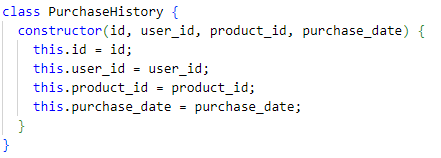 class PurchaseHistory {
  constructor(id, user_id, product_id, purchase_date) {
    this.id = id;
    this.user_id = user_id;
    this.product_id = product_id;
    this.purchase_date = purchase_date;
  }
}